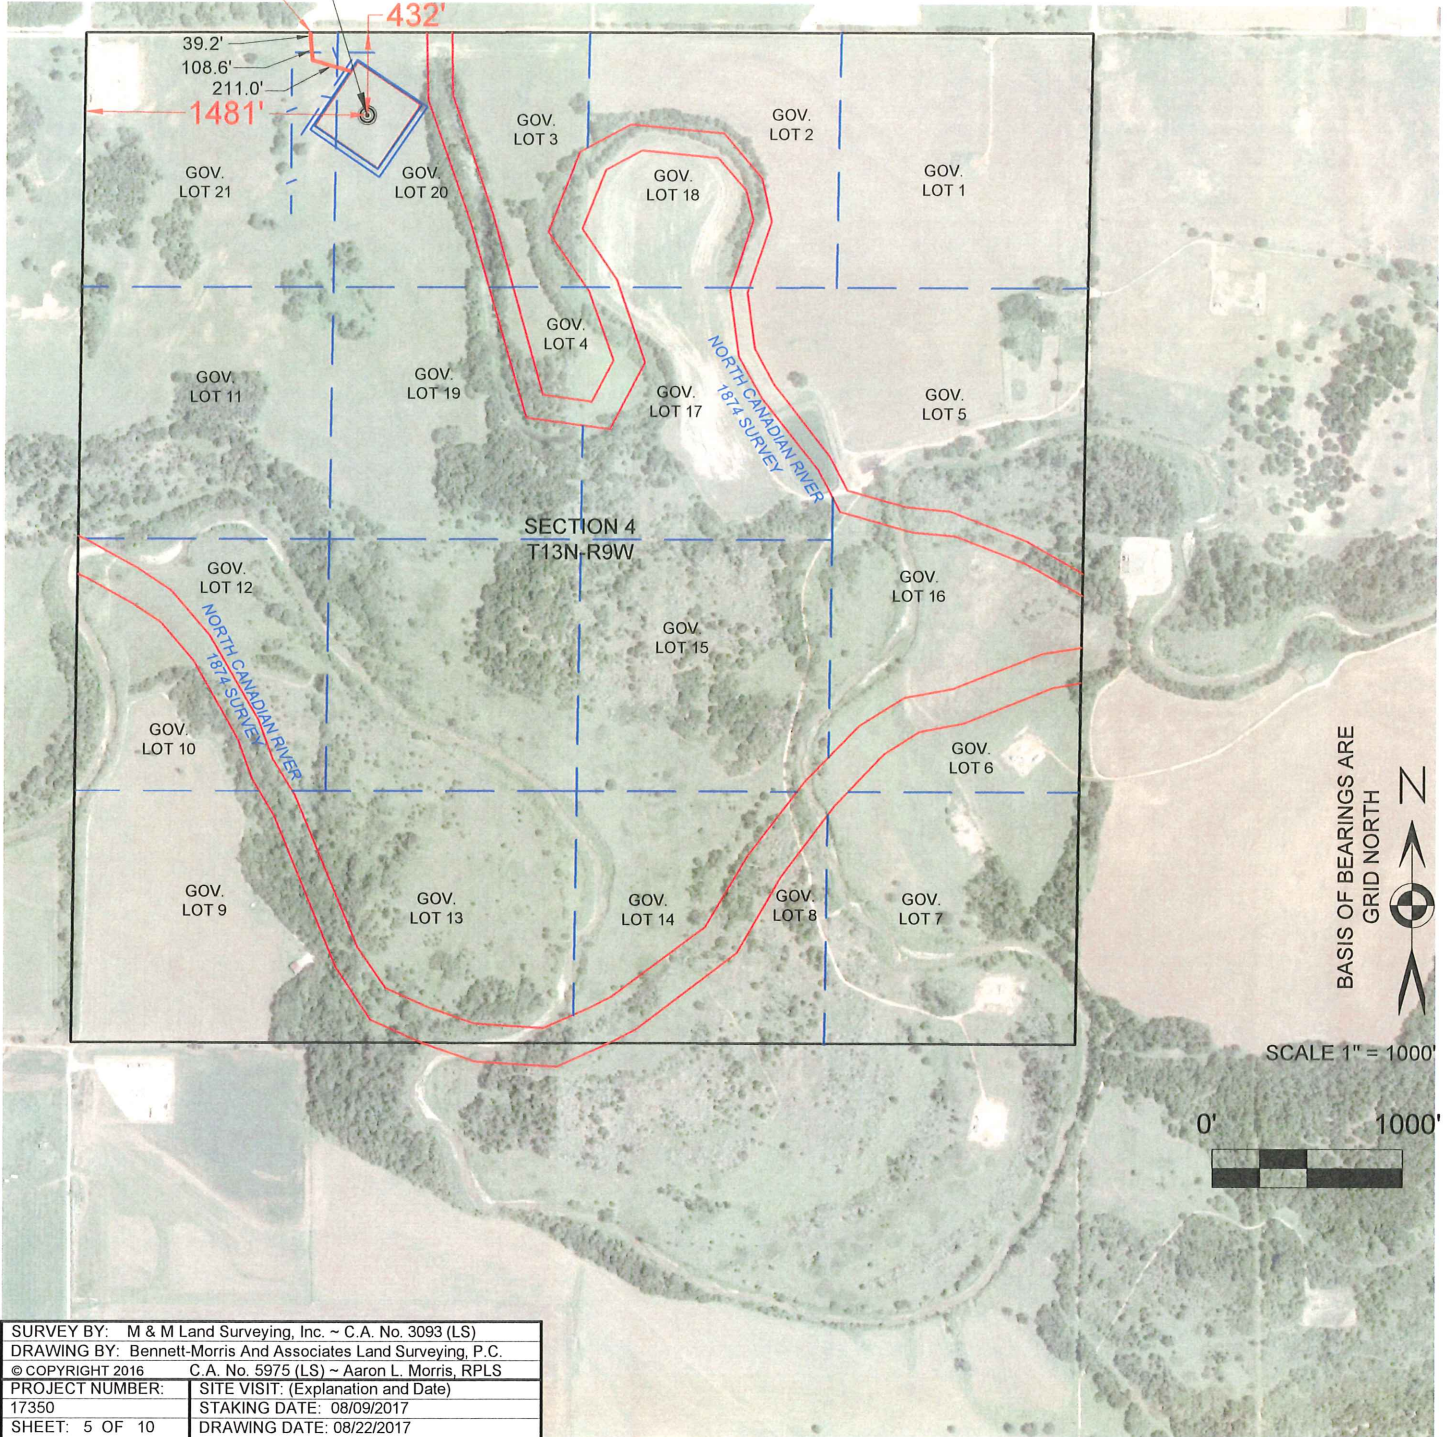 432'
39.2'
108.6'
211.0'
1481'
GOV.
LOT 3
GOV.
LOT 2
GOV.
LOT 21
GOV.
LOT 20
GOV.
LOT 18
GOV.
LOT 1
GOV.
LOT 4
GOV.
LOT 11
GOV.
LOT 19
GOV.
LOT 17
GOV.
LOT 5
NORTH CANADIAN RIVER
1874 SURVEY
SECTION 4
T13N-R9W
GOV.
LOT 12
GOV.
LOT 16
GOV.
LOT 15
NORTH CANADIAN RIVER
1874 SURVEY
GOV.
LOT 10
GOV.
LOT 6
GOV.
LOT 9
GOV.
LOT 13
GOV.
LOT 14
GOV.
LOT 8
GOV.
LOT 7
BASIS OF BEARINGS ARE
GRID NORTH
N
SCALE 1" = 1000'
0' 1000'
SURVEY BY: M & M Land Surveying, Inc. ~ C.A. No. 3093 (LS)
DRAWING BY: Bennett-Morris And Associates Land Surveying, P.C.
© COPYRIGHT 2016 C.A. No. 5975 (LS) ~ Aaron L. Morris, RPLS
PROJECT NUMBER: SITE VISIT: (Explanation and Date)
17350 STAKING DATE: 08/09/2017
SHEET: 5 OF 10 DRAWING DATE: 08/22/2017